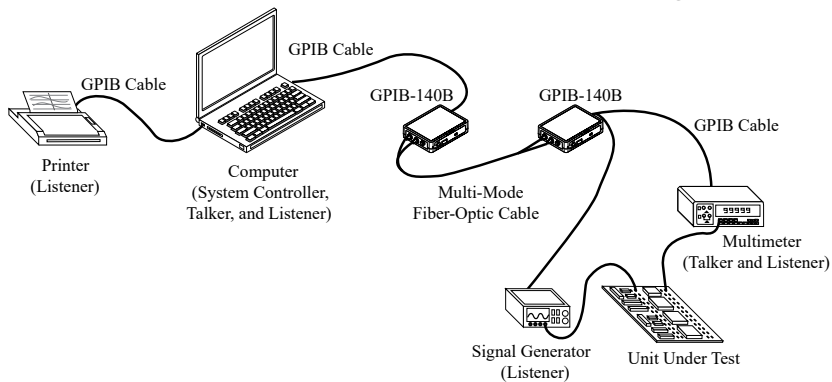 GPIB Cable
GPIB Cable
GPIB-140B
GPIB-140B
GPIB Cable
Printer
(Listener)
Computer
(System Controller,
Talker, and Listener)
Multi-Mode
Fiber-Optic Cable
99999
Multimeter
(Talker and Listener)
Signal Generator
(Listener)
Unit Under Test